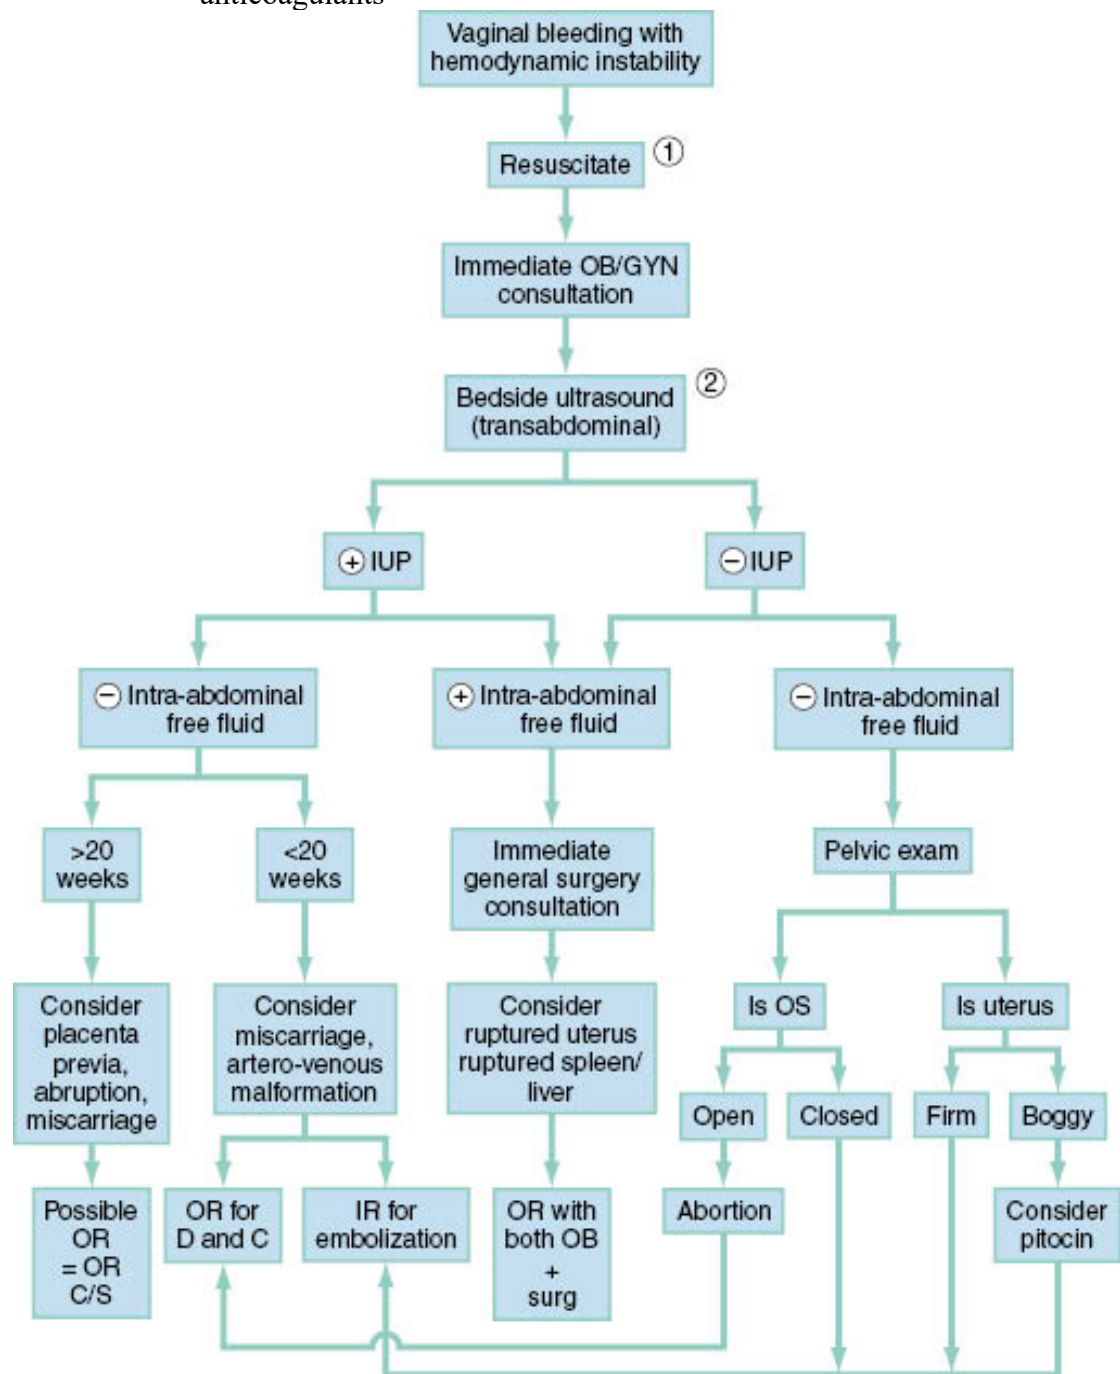 anticoagulants
Vaginal bleeding with
hemodynamic instability
Resuscitate
1
Immediate OB/GYN
consultation
Bedside ultrasound
(transabdominal)
2
+ IUP
− IUP
− Intra-abdominal
free fluid
+ Intra-abdominal
free fluid
− Intra-abdominal
free fluid
>20
weeks
<20
weeks
Immediate
general surgery
consultation
Pelvic exam
Consider
placenta
previa,
abruption,
miscarriage
Consider
miscarriage,
artero-venous
malformation
Consider
ruptured uterus
ruptured spleen/
liver
Is OS
Is uterus
Open
Closed
Firm
Boggy
Possible
OR
= OR
C/S
OR for
D and C
IR for
embolization
OR with
both OB
+
surg
Abortion
Consider
pitocin